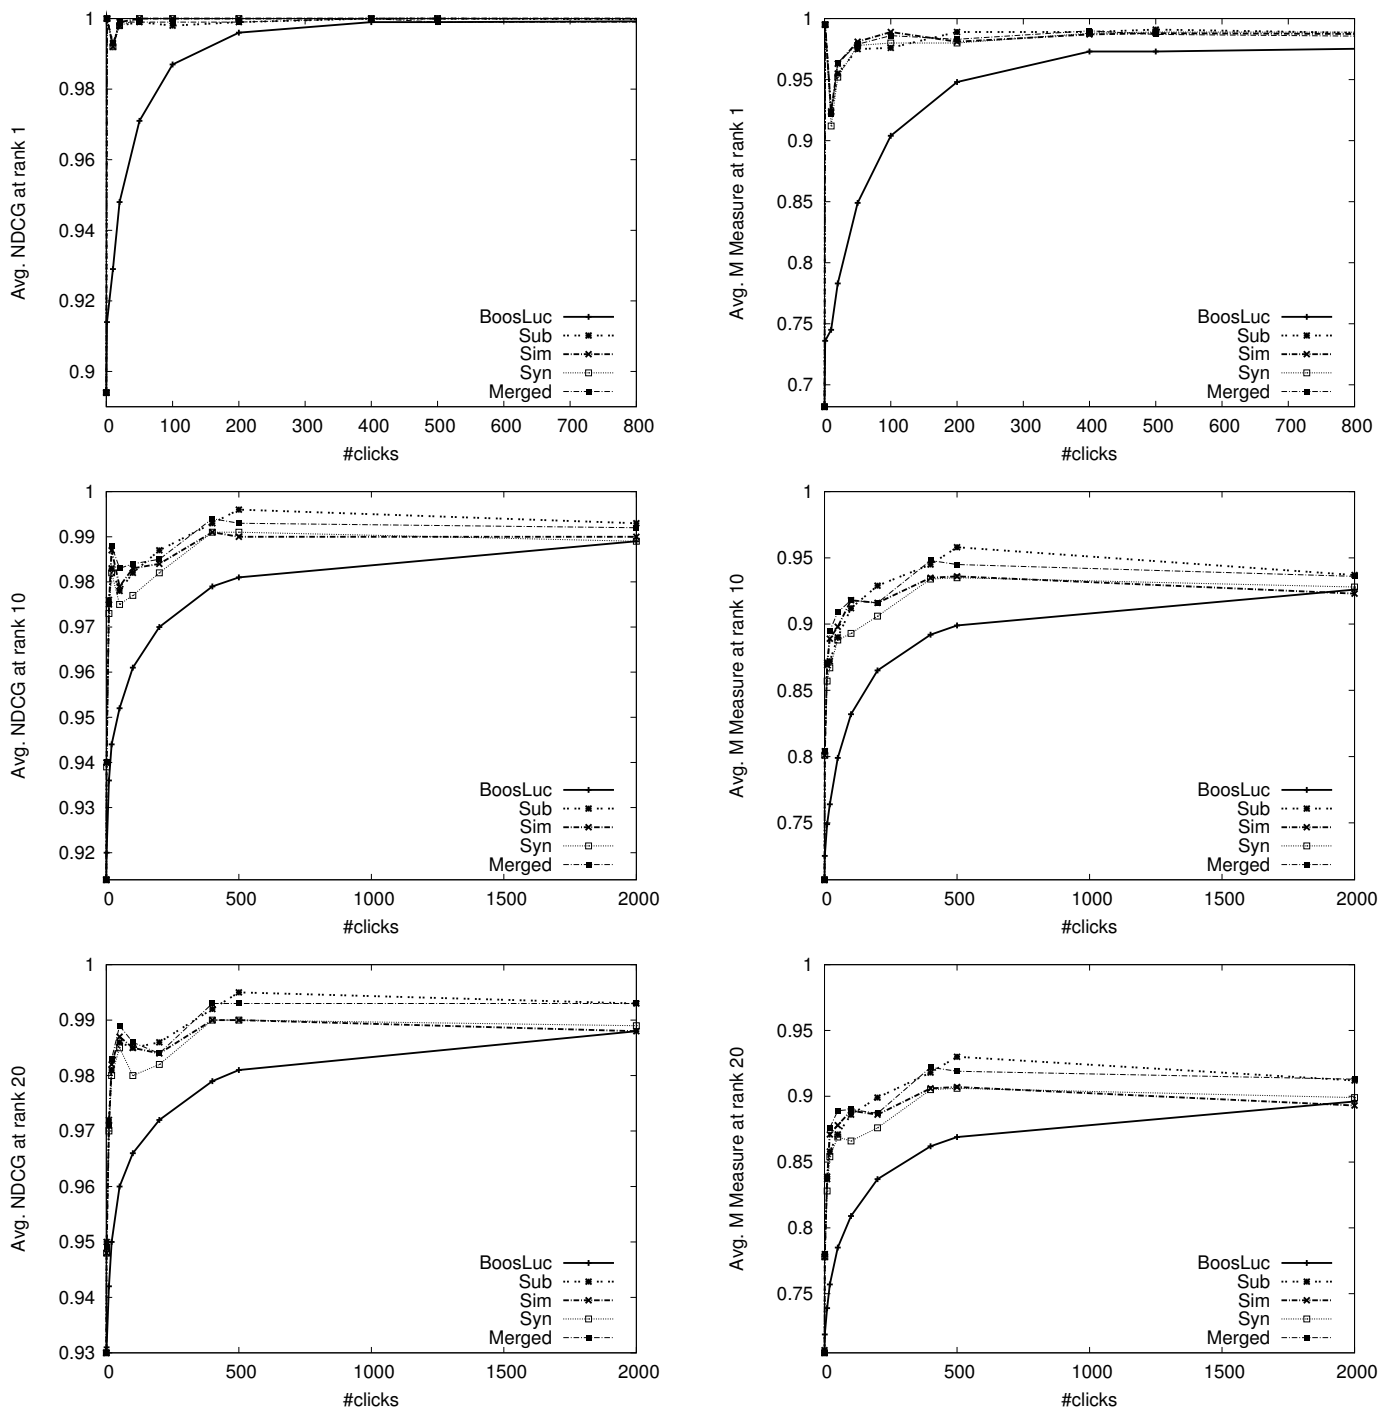 1
0.98
0.96
0.94
0.92
0.9
Avg. NDCG at rank 1
BoosLuc
Sub
Sim
Syn
Merged
0 100 200 300 400 500 600 700 800
#clicks
1
0.95
0.9
0.85
0.8
0.75
0.7
Avg. M Measure at rank 1
BoosLuc
Sub
Sim
Syn
Merged
0 100 200 300 400 500 600 700 800
#clicks
1
0.99
0.98
0.97
0.96
0.95
0.94
0.93
0.92
Avg. NDCG at rank 10
BoosLuc
Sub
Sim
Syn
Merged
0 500 1000 1500 2000
#clicks
1
0.95
0.9
0.85
0.8
0.75
Avg. M Measure at rank 10
BoosLuc
Sub
Sim
Syn
Merged
0 500 1000 1500 2000
#clicks
1
0.99
0.98
0.97
0.96
0.95
0.94
0.93
Avg. NDCG at rank 20
BoosLuc
Sub
Sim
Syn
Merged
0 500 1000 1500 2000
#clicks
1
0.95
0.9
0.85
0.8
0.75
Avg. M Measure at rank 20
BoosLuc
Sub
Sim
Syn
Merged
0 500 1000 1500 2000
#clicks